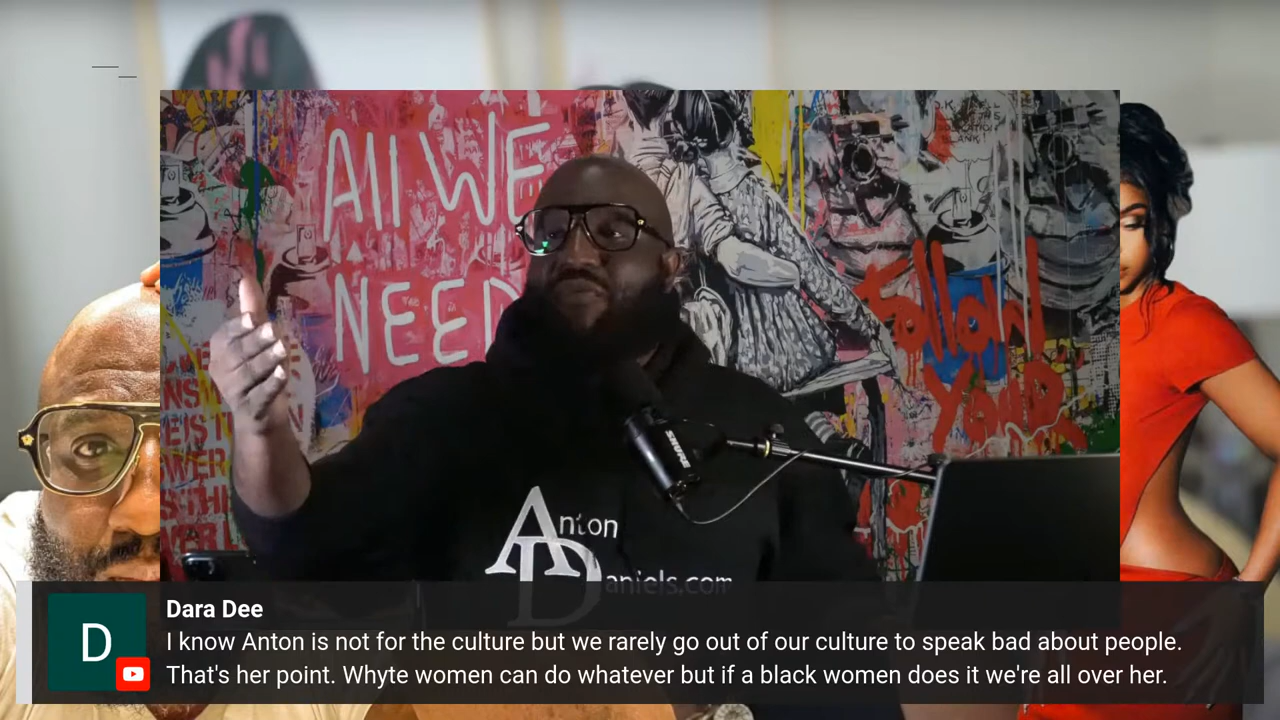 All WE
NEED
Follow
YOUR
SHURE
Anton
Daniels.com
D
Dara Dee
I know Anton is not for the culture but we rarely go out of our culture to speak bad about people.
That's her point. Whyte women can do whatever but if a black women does it we're all over her.